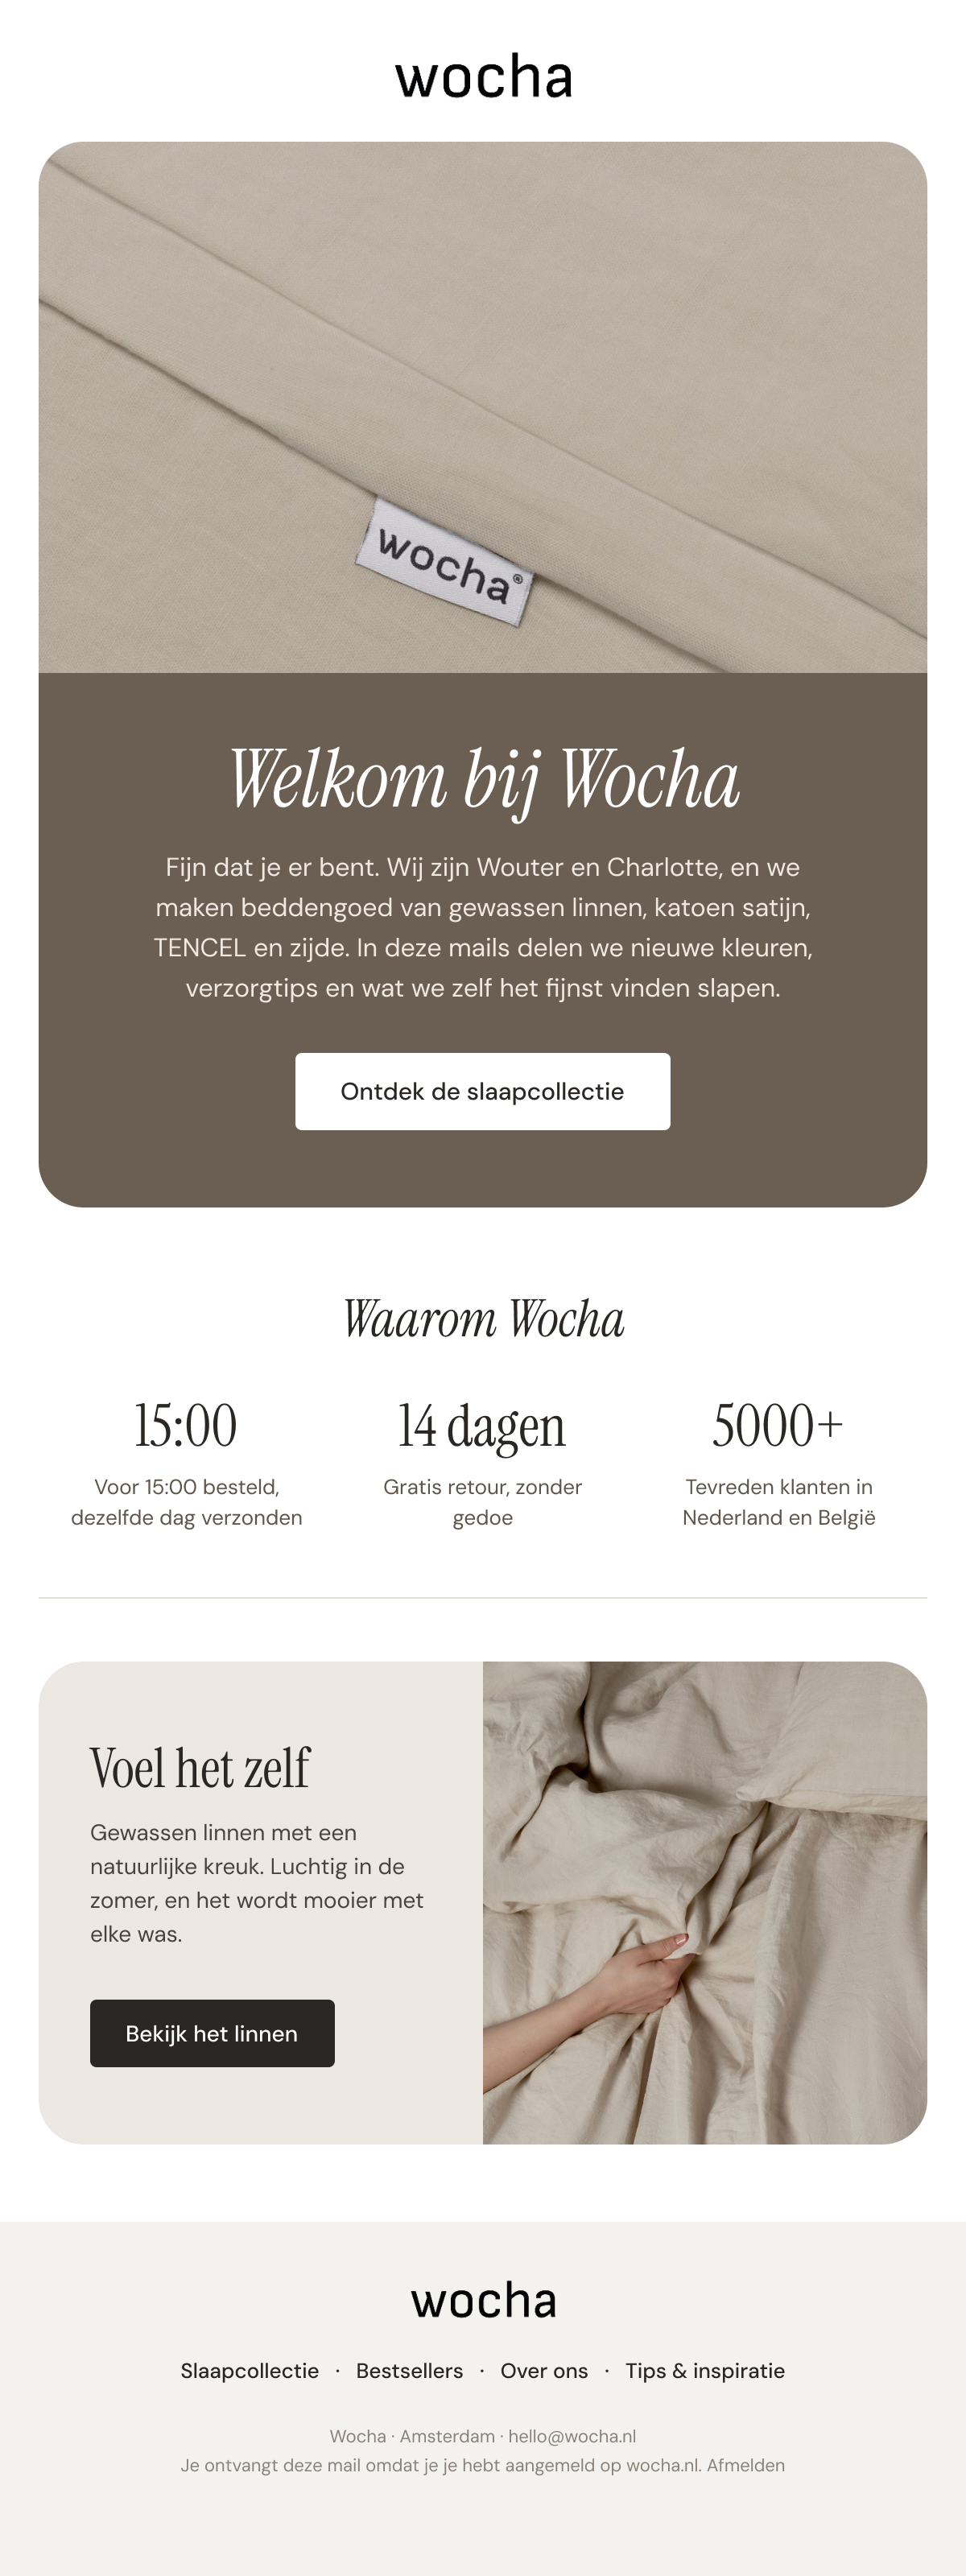 wocha
wocha®
Welkom bij Wocha
Fijn dat je er bent. Wij zijn Wouter en Charlotte, en we
maken beddengoed van gewassen linnen, katoen satijn,
TENCEL en zijde. In deze mails delen we nieuwe kleuren,
verzorgtips en wat we zelf het fijnst vinden slapen.
Ontdek de slaapcollectie
Waarom Wocha
15:00
Voor 15:00 besteld,
dezelfde dag verzonden
14 dagen
Gratis retour, zonder
gedoe
5000+
Tevreden klanten in
Nederland en België
Voel het zelf
Gewassen linnen met een
natuurlijke kreuk. Luchtig in de
zomer, en het wordt mooier met
elke was.
Bekijk het linnen
wocha
Slaapcollectie · Bestsellers · Over ons · Tips & inspiratie
Wocha · Amsterdam · hello@wocha.nl
Je ontvangt deze mail omdat je je hebt aangemeld op wocha.nl. Afmelden